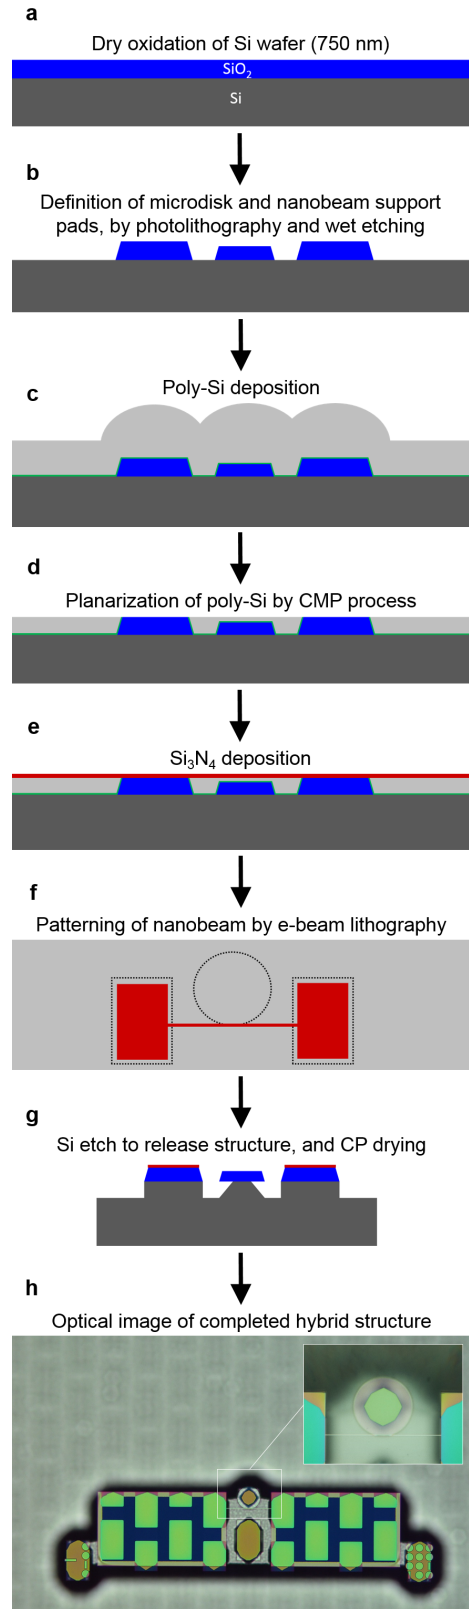 a
Dry oxidation of Si wafer (750 nm)
SiO₂
Si
b
Definition of microdisk and nanobeam support
pads, by photolithography and wet etching
c
Poly-Si deposition
d
Planarization of poly-Si by CMP process
e
Si₃N₄ deposition
f
Patterning of nanobeam by e-beam lithography
g
Si etch to release structure, and CP drying
h
Optical image of completed hybrid structure